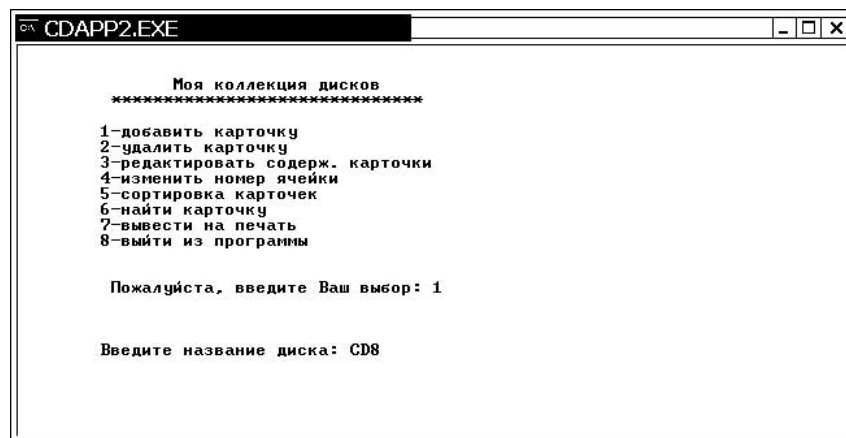 CDAPP2.EXE
Моя коллекция дисков
******************************
1-добавить карточку
2-удалить карточку
3-редактировать содерж. карточки
4-изменить номер ячейки
5-сортировка карточек
6-найти карточку
7-вывести на печать
8-выйти из программы
Пожалуйста, введите Ваш выбор: 1
Введите название диска: CD8